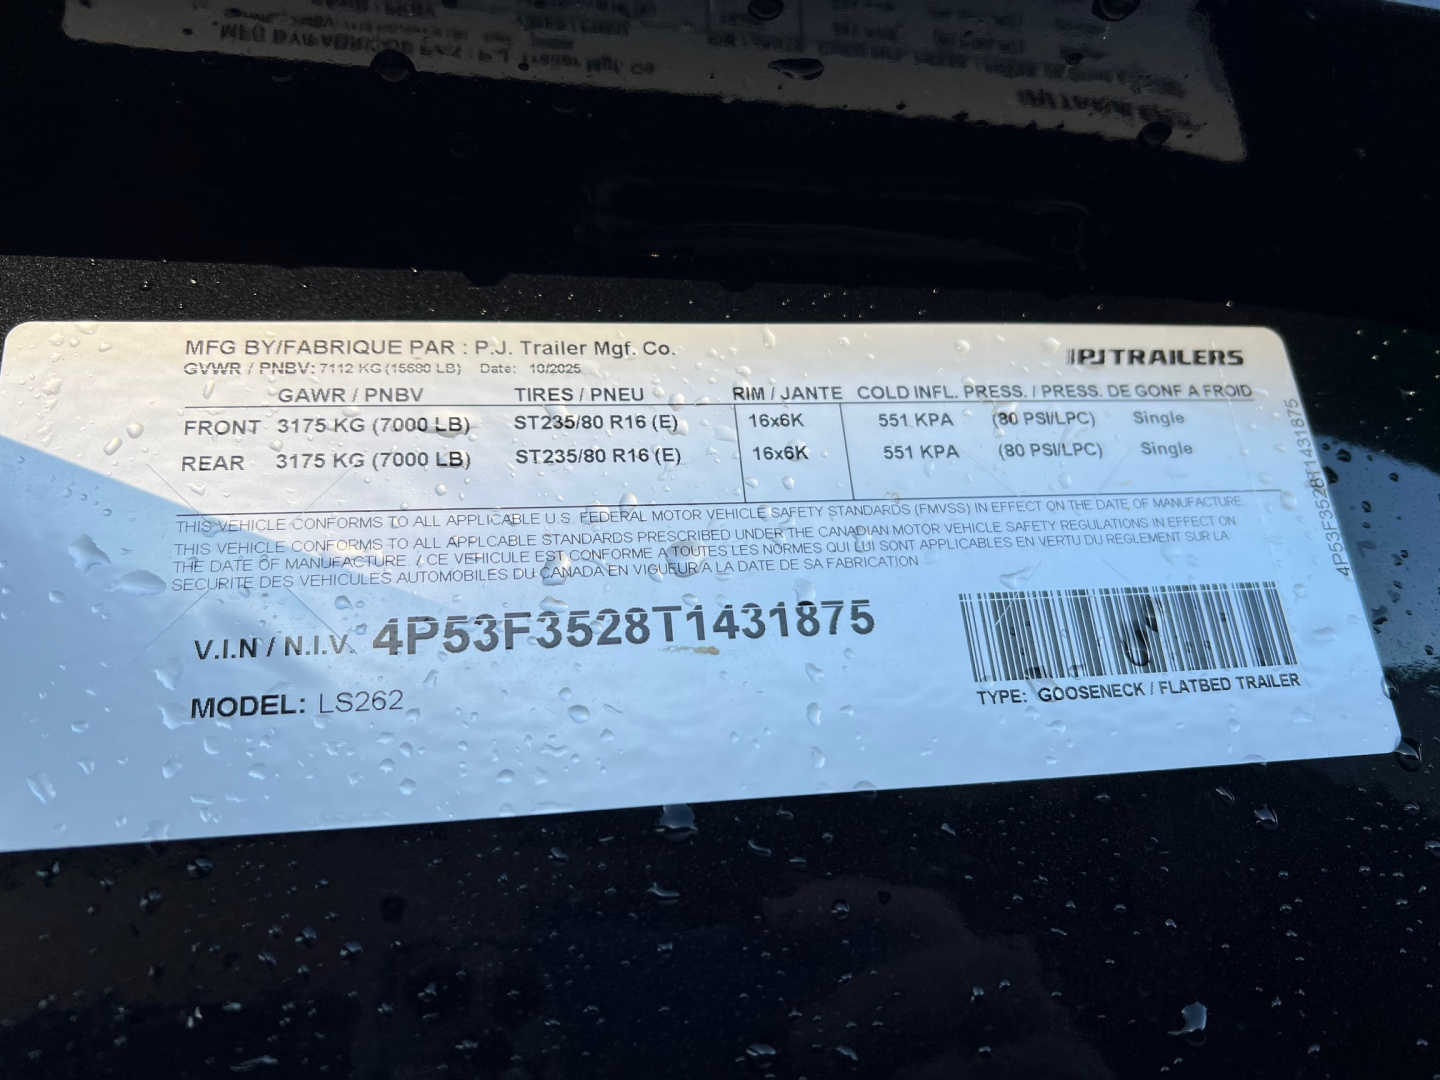 MFG BY/FABRIQUE PAR : P.J. Trailer Mgf. Co.
PJ TRAILERS
GVWR / PNBV: 7112 KG (15680 LB) Date: 10/2025
GAWR / PNBV TIRES / PNEU RIM / JANTE COLD INFL. PRESS. / PRESS. DE GONF A FROID
FRONT 3175 KG (7000 LB) ST235/80 R16 (E) 16x6K 551 KPA (80 PSI/LPC) Single
REAR 3175 KG (7000 LB) ST235/80 R16 (E) 16x6K 551 KPA (80 PSI/LPC) Single
THIS VEHICLE CONFORMS TO ALL APPLICABLE U.S. FEDERAL MOTOR VEHICLE SAFETY STANDARDS (FMVSS) IN EFFECT ON THE DATE OF MANUFACTURE.
THIS VEHICLE CONFORMS TO ALL APPLCABLE STANDARDS PRESCRIBED UNDER THE CANADIAN MOTOR VEHICLE SAFETY REGULATIONS IN EFFECT ON
THE DATE OF MANUFACTURE. / CE VEHICULE EST CONFORME A TOUTES LES NORMES QUI LUI SONT APPLICABLES EN VERTU DU REGLEMENT SUR LA
SECURITE DES VEHICULES AUTOMOBILES DU CANADA EN VIGUEUR A LA DATE DE SA FABRICATION
V.I.N / N.I.V. 4P53F3528T1431875
MODEL: LS262
TYPE: GOOSENECK / FLATBED TRAILER
4P53F3528T1431875